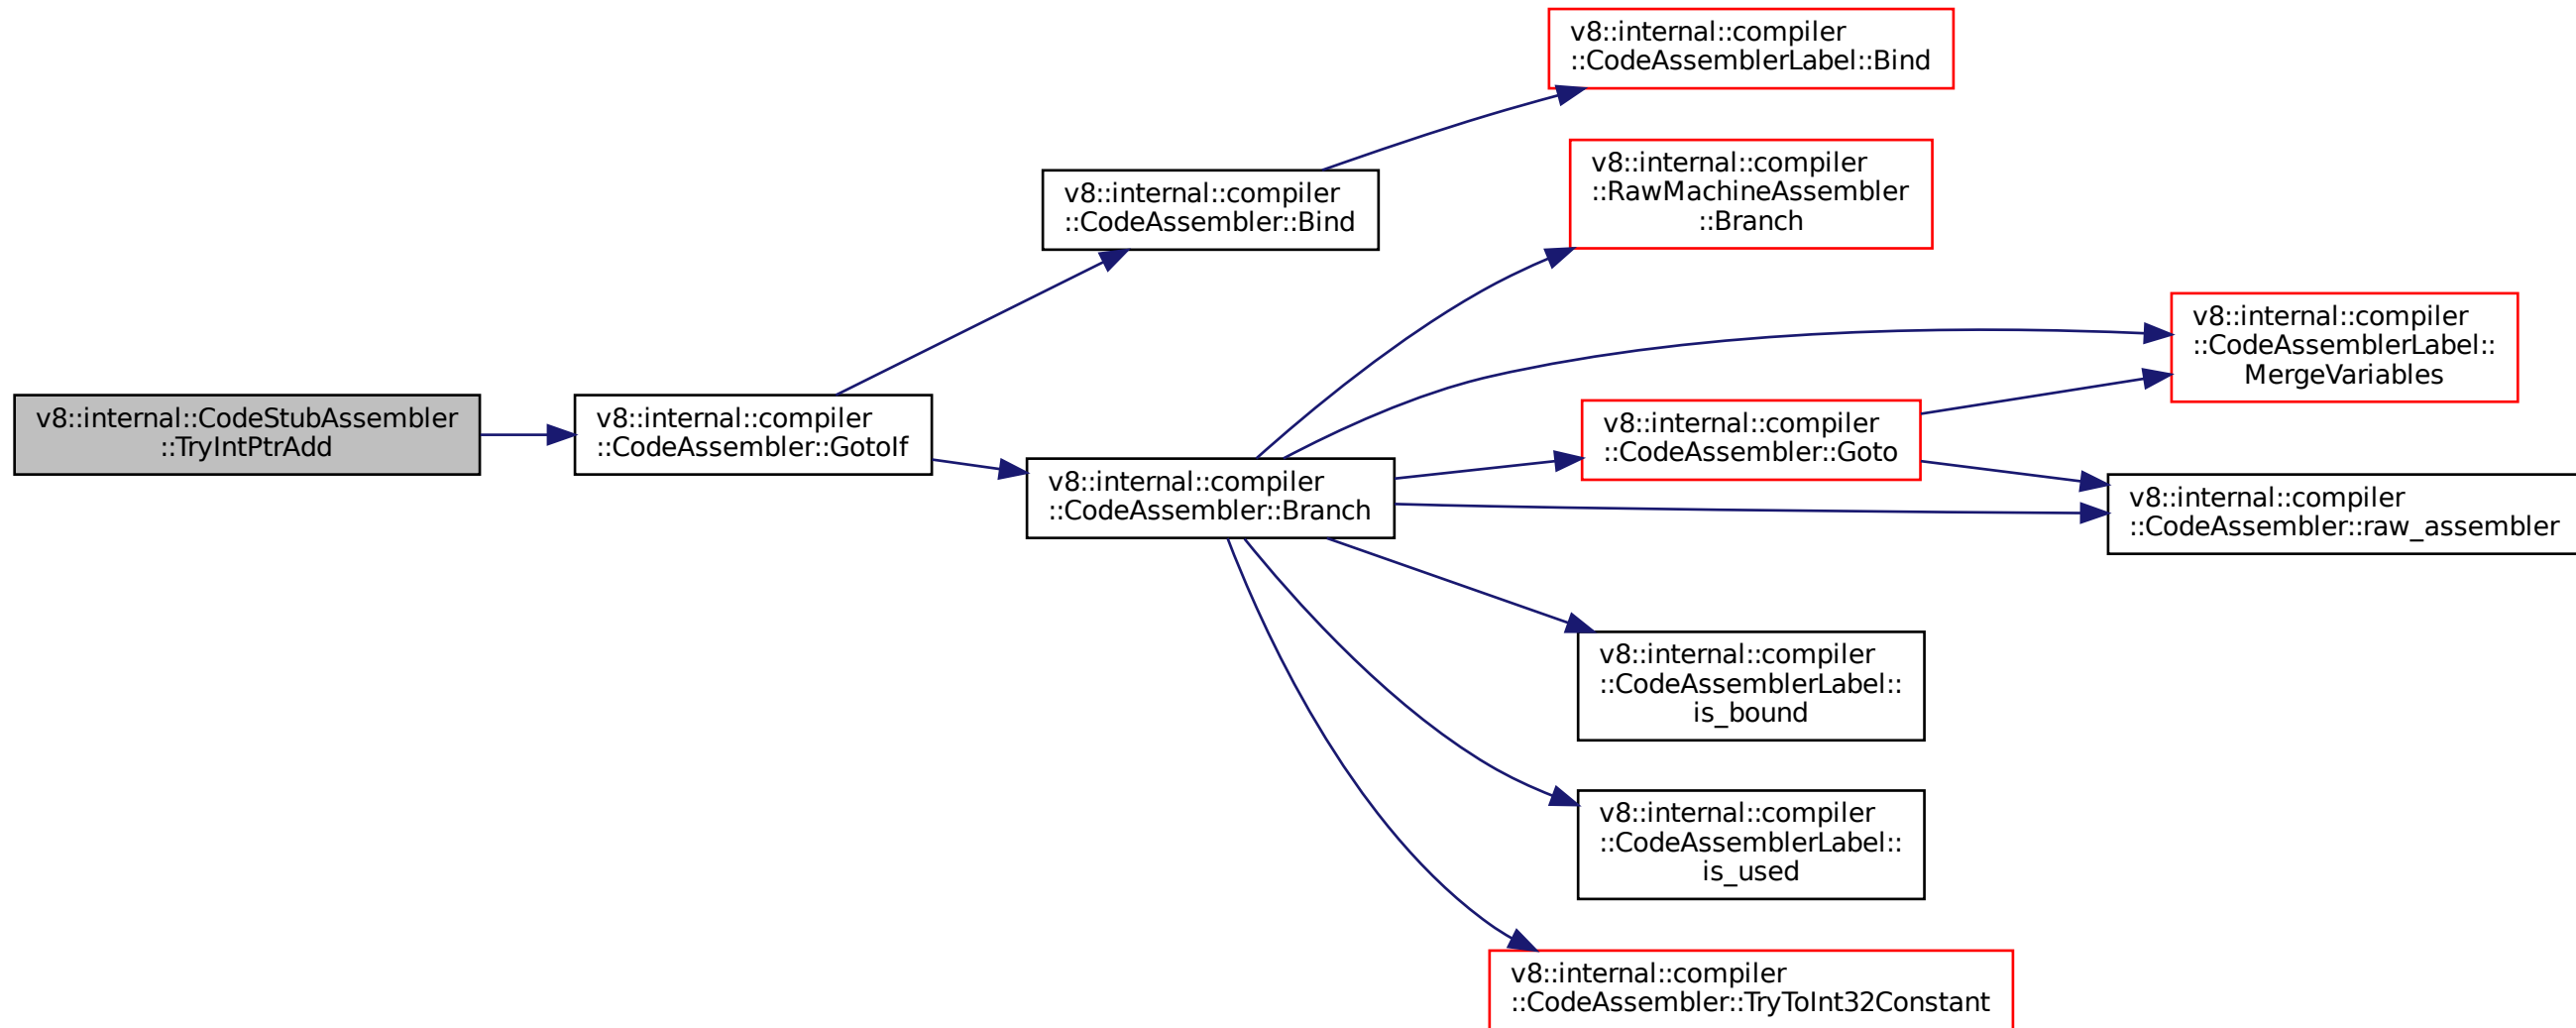 v8::internal::CodeStubAssembler
::TryIntPtrAdd
v8::internal::compiler
::CodeAssembler::GotoIf
v8::internal::compiler
::CodeAssembler::Bind
v8::internal::compiler
::CodeAssemblerLabel::Bind
v8::internal::compiler
::CodeAssembler::Branch
v8::internal::compiler
::RawMachineAssembler
::Branch
v8::internal::compiler
::CodeAssemblerLabel::
MergeVariables
v8::internal::compiler
::CodeAssembler::Goto
v8::internal::compiler
::CodeAssembler::raw_assembler
v8::internal::compiler
::CodeAssemblerLabel::
is_bound
v8::internal::compiler
::CodeAssemblerLabel::
is_used
v8::internal::compiler
::CodeAssembler::TryToInt32Constant